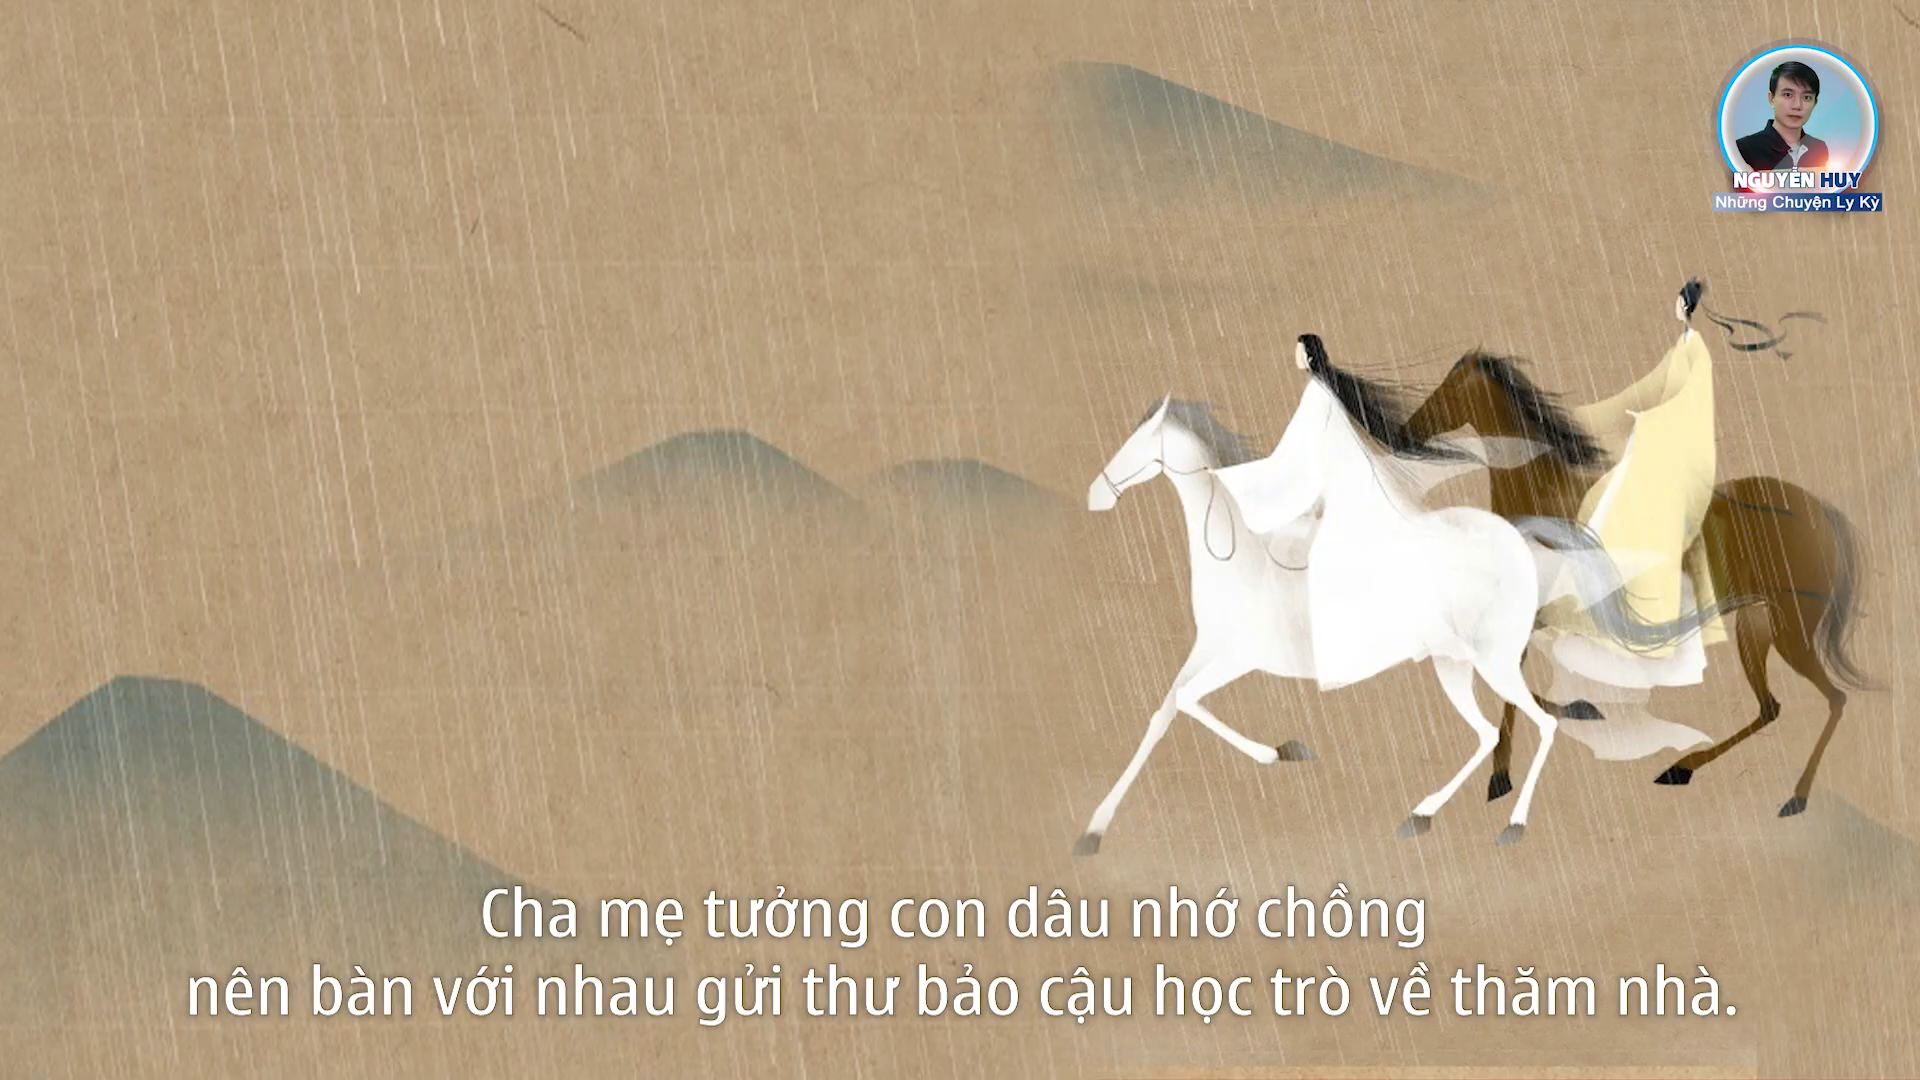 NGUYỄN HUY
Những Chuyện Ly Kỳ
Cha mẹ tưởng con dâu nhớ chồng
nên bàn với nhau gửi thư bảo cậu học trò về thăm nhà.